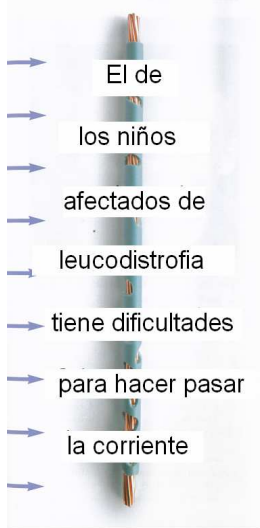 El de
los niños
afectados de
leucodistrofia
tiene dificultades
para hacer pasar
la corriente